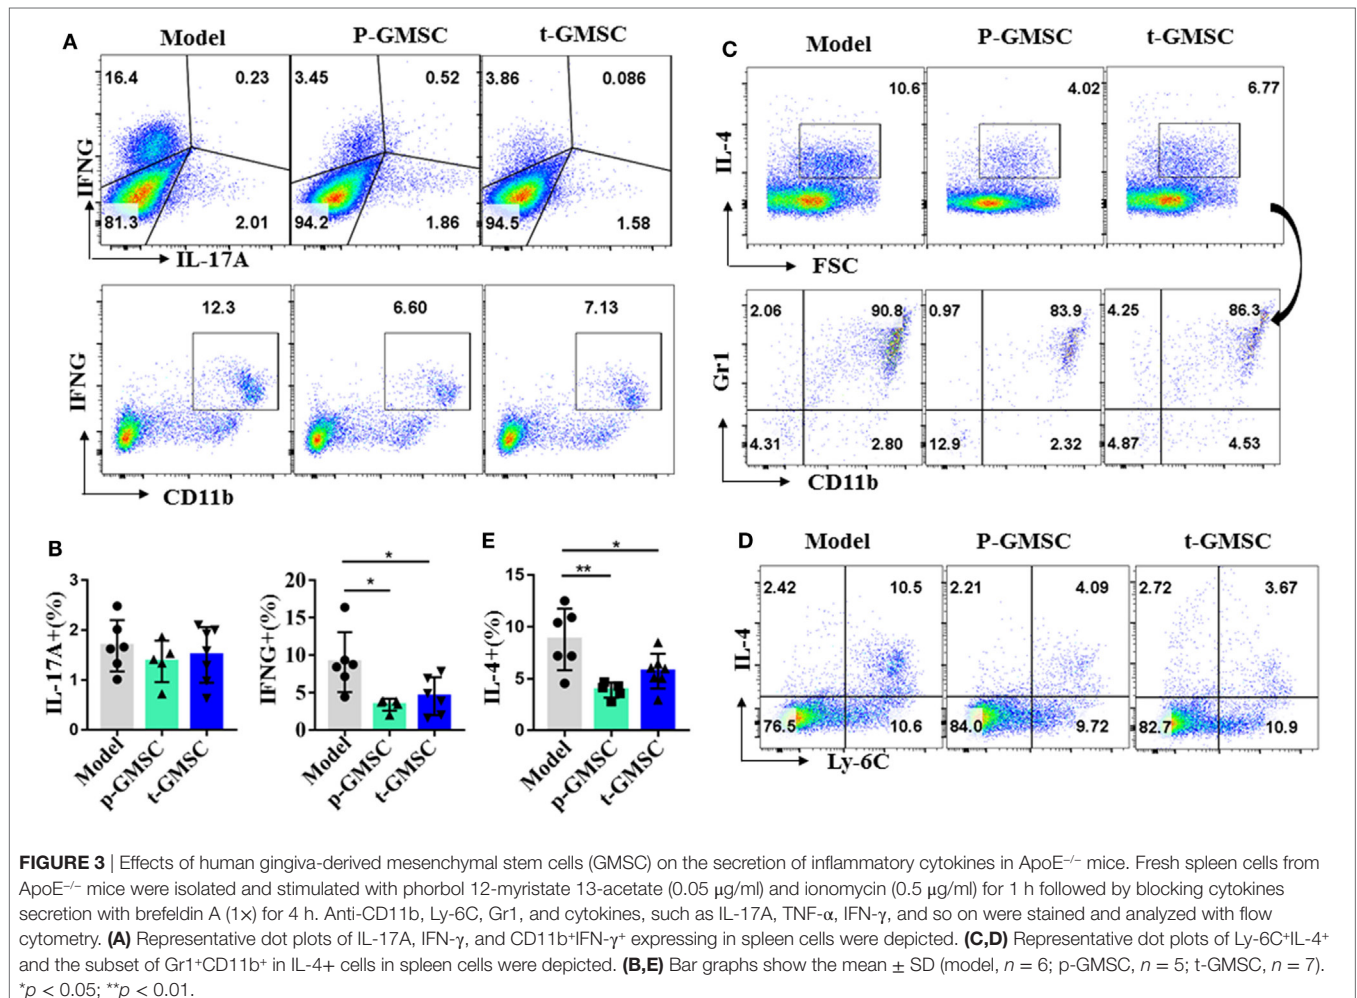 A
Model
P-GMSC
t-GMSC
16.4
0.23
3.45
0.52
3.86
0.086
IFNG
81.3
2.01
94.2
1.86
94.5
1.58
IL-17A
12.3
6.60
7.13
IFNG
CD11b
C
Model
P-GMSC
t-GMSC
10.6
4.02
6.77
IL-4
FSC
2.06
90.8
0.97
83.9
4.25
86.3
Gr1
4.31
2.80
12.9
2.32
4.87
4.53
CD11b
B
IL-17A+(%)
3
2
1
0
Model
p-GMSC
t-GMSC
IFNG+(%)
20
15
10
5
0
*
*
Model
p-GMSC
t-GMSC
E
IL-4+(%)
15
10
5
0
*
**
Model
p-GMSC
t-GMSC
D
Model
P-GMSC
t-GMSC
2.42
10.5
2.21
4.09
2.72
3.67
IL-4
76.5
10.6
84.0
9.72
82.7
10.9
Ly-6C
FIGURE 3 | Effects of human gingiva-derived mesenchymal stem cells (GMSC) on the secretion of inflammatory cytokines in ApoE−/− mice. Fresh spleen cells from
ApoE−/− mice were isolated and stimulated with phorbol 12-myristate 13-acetate (0.05 μg/ml) and ionomycin (0.5 μg/ml) for 1 h followed by blocking cytokines
secretion with brefeldin A (1×) for 4 h. Anti-CD11b, Ly-6C, Gr1, and cytokines, such as IL-17A, TNF-α, IFN-γ, and so on were stained and analyzed with flow
cytometry. (A) Representative dot plots of IL-17A, IFN-γ, and CD11b+IFN-γ+ expressing in spleen cells were depicted. (C,D) Representative dot plots of Ly-6C+IL-4+
and the subset of Gr1+CD11b+ in IL-4+ cells in spleen cells were depicted. (B,E) Bar graphs show the mean ± SD (model, n = 6; p-GMSC, n = 5; t-GMSC, n = 7).
*p < 0.05; **p < 0.01.